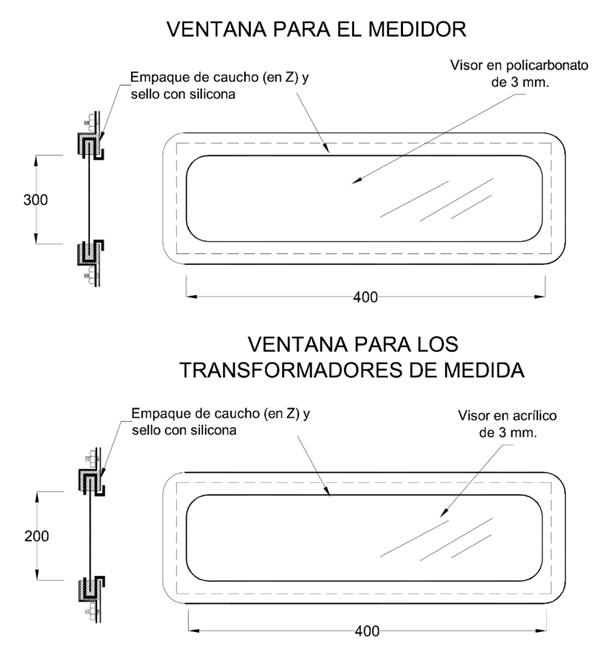 VENTANA PARA EL MEDIDOR
Visor en policarbonato
de 3 mm.
Empaque de caucho (en Z) y
sello con silicona
300
400
VENTANA PARA LOS
TRANSFORMADORES DE MEDIDA
Empaque de caucho (en Z) y
sello con silicona
Visor en acrílico
de 3 mm.
200
400